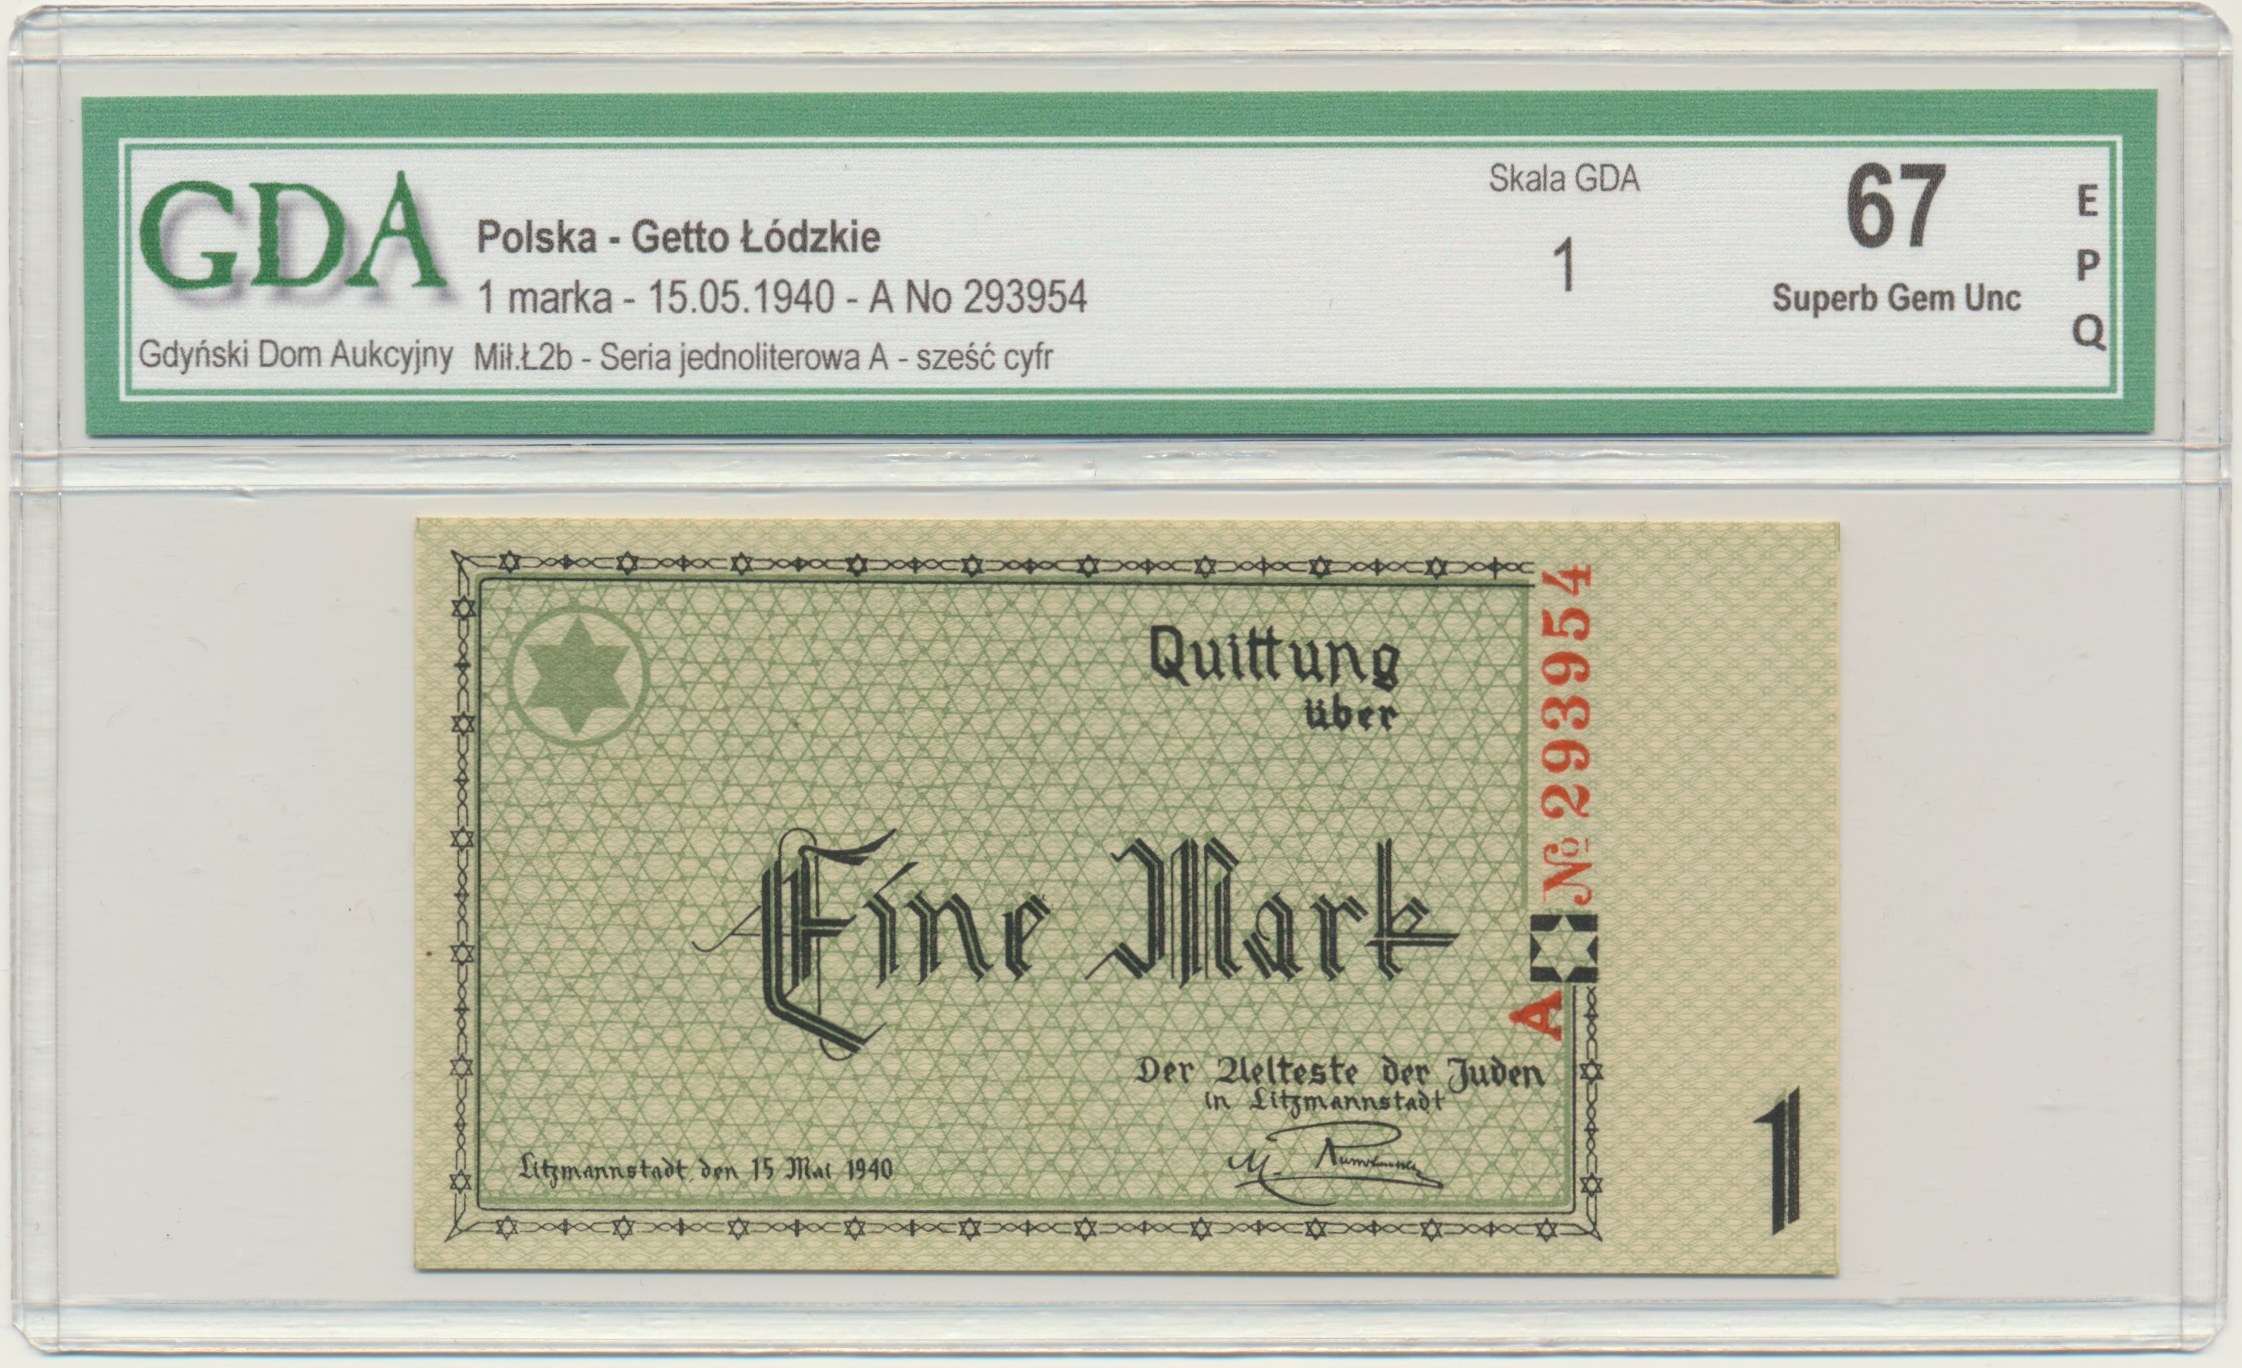 GDA
Polska - Getto Łódzkie
1 marka - 15.05.1940 - A No 293954
Gdyński Dom Aukcyjny
Mił.Ł2b - Seria jednoliterowa A - sześć cyfr
Skala GDA
1
67
Superb Gem Unc
E
P
Q
Quittung
über
Eine Mark
№ 293954
A
Der Aelteste der Juden
in Litzmannstadt
Litzmannstadt, den 15 Mai 1940
1